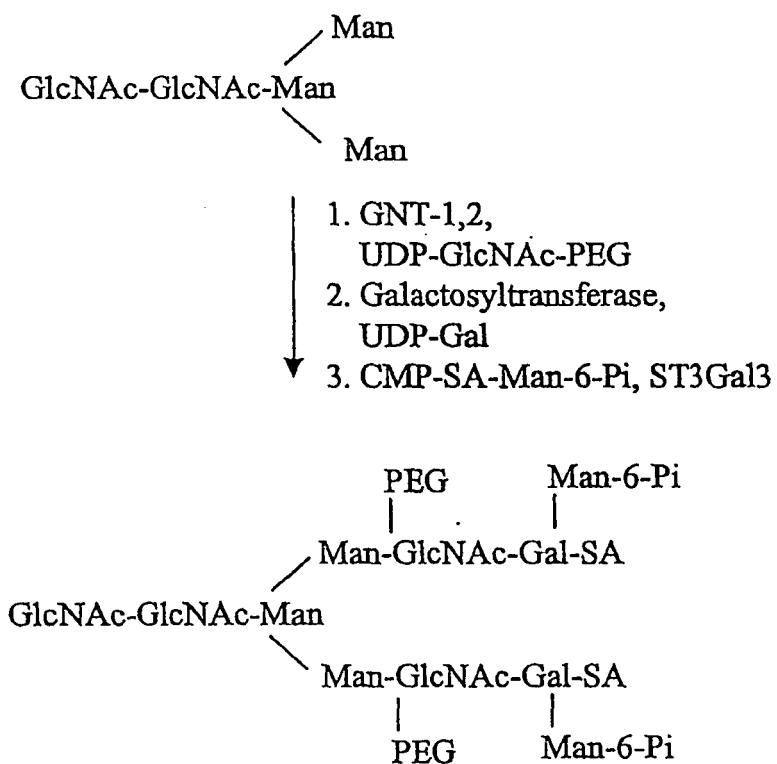 Man
GlcNAc-GlcNAc-Man
Man
1. GNT-1,2,
UDP-GlcNAc-PEG
2. Galactosyltransferase,
UDP-Gal
3. CMP-SA-Man-6-Pi, ST3Gal3
PEG Man-6-Pi
Man-GlcNAc-Gal-SA
GlcNAc-GlcNAc-Man
Man-GlcNAc-Gal-SA
PEG Man-6-Pi